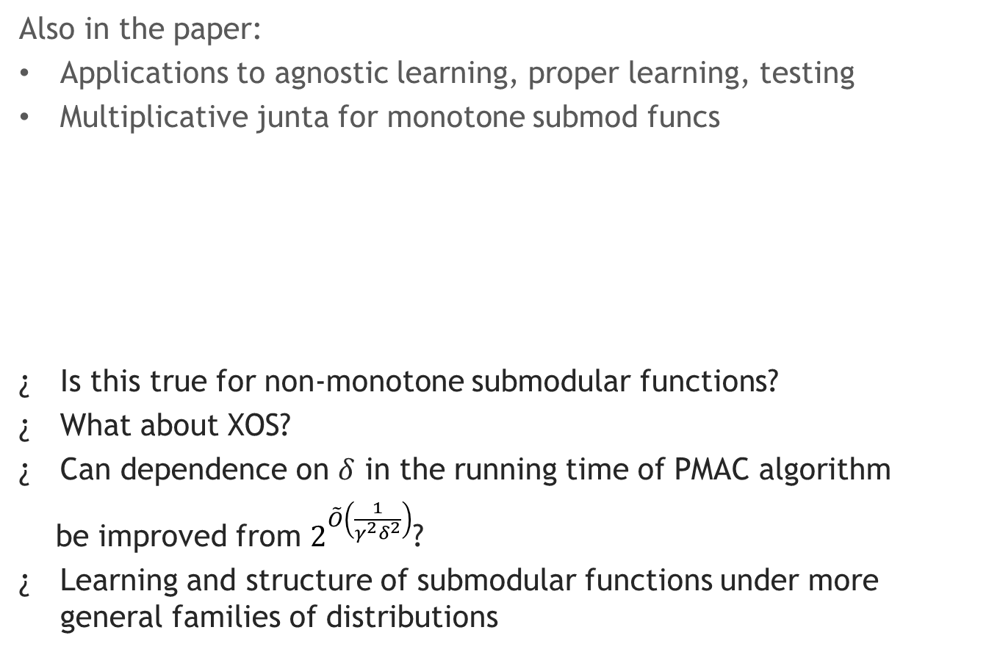 Also in the paper:
• Applications to agnostic learning, proper learning, testing
• Multiplicative junta for monotone submod funcs
¿ Is this true for non-monotone submodular functions?
¿ What about XOS?
¿ Can dependence on 𝛿 in the running time of PMAC algorithm
be improved from $2^{\tilde{O}\left(\frac{1}{\gamma^2\delta^2}\right)}$?
¿ Learning and structure of submodular functions under more
general families of distributions